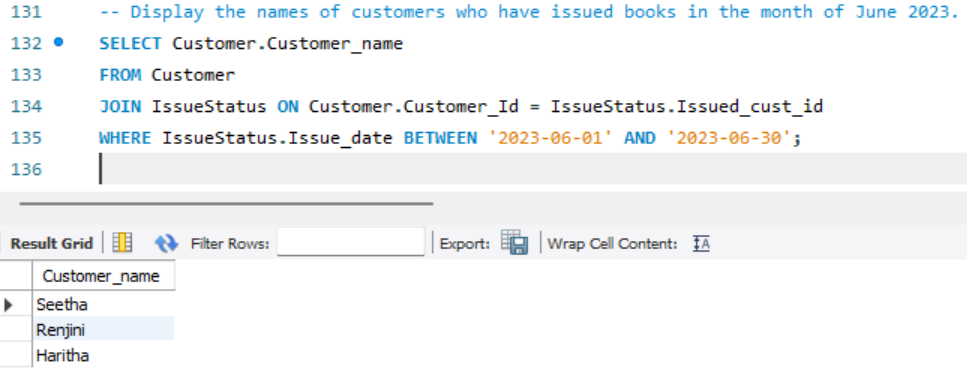 131 -- Display the names of customers who have issued books in the month of June 2023.
132 SELECT Customer.Customer_name
133 FROM Customer
134 JOIN IssueStatus ON Customer.Customer_Id = IssueStatus.Issued_cust_id
135 WHERE IssueStatus.Issue_date BETWEEN '2023-06-01' AND '2023-06-30';
136
Result Grid Filter Rows: Export: Wrap Cell Content: IA
Customer_name
Seetha
Renjini
Haritha